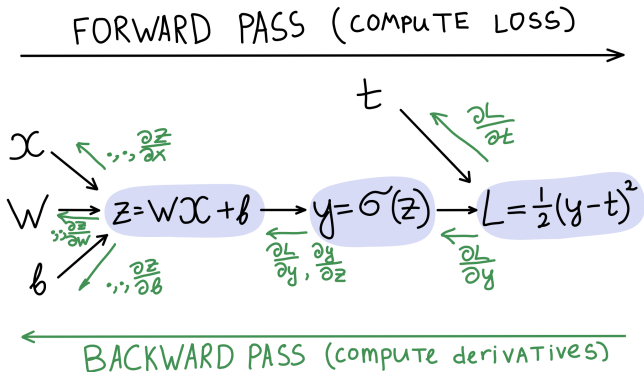 FORWARD PASS (COMPUTE LOSS)
t
∂L/∂t
x
·,·, ∂z/∂x
W
·,·, ∂z/∂w
z=Wx+b
y=σ(z)
L=1/2(y-t)²
b
·,·, ∂z/∂b
∂L/∂y, ∂y/∂z
∂L/∂y
BACKWARD PASS (COMPUTE derivatives)